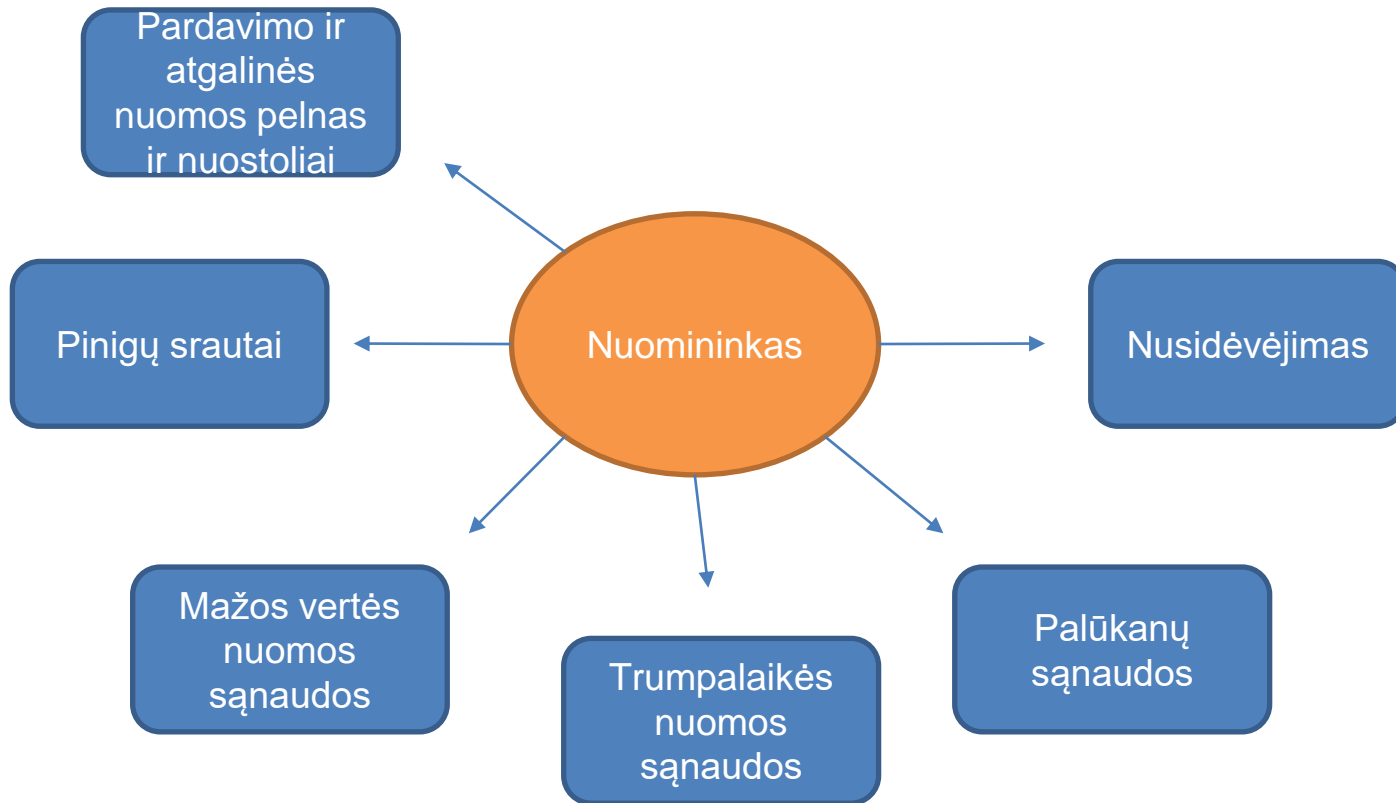 Pardavimo ir
atgalinės
nuomos pelnas
ir nuostoliai
Pinigų srautai
Nuomininkas
Nusidėvėjimas
Mažos vertės
nuomos
sąnaudos
Trumpalaikės
nuomos
sąnaudos
Palūkanų
sąnaudos